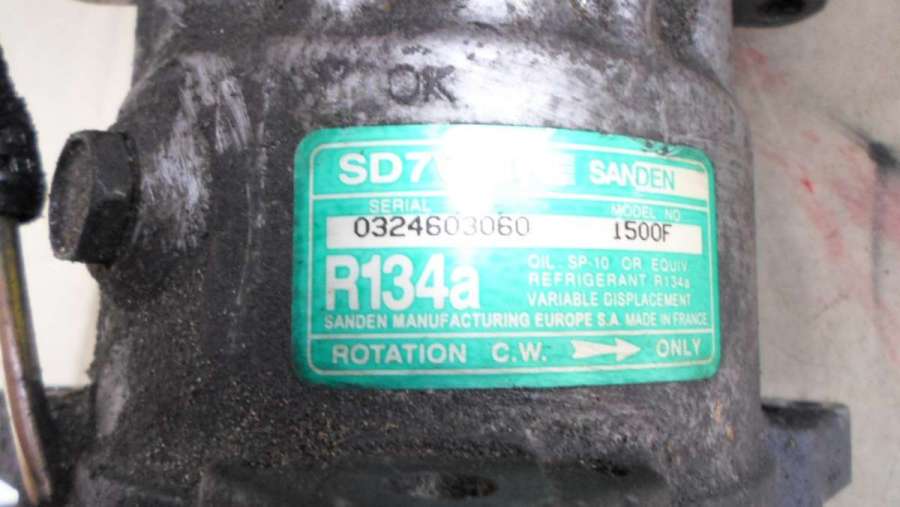 OK
SANDEN
SERIAL MODEL NO
0324603060 1500F
R134a
OIL SP-10 OR EQUIV.
REFRIGERANT R134a
VARIABLE DISPLACEMENT
SANDEN MANUFACTURING EUROPE S.A. MADE IN FRANCE
ROTATION C.W. ONLY